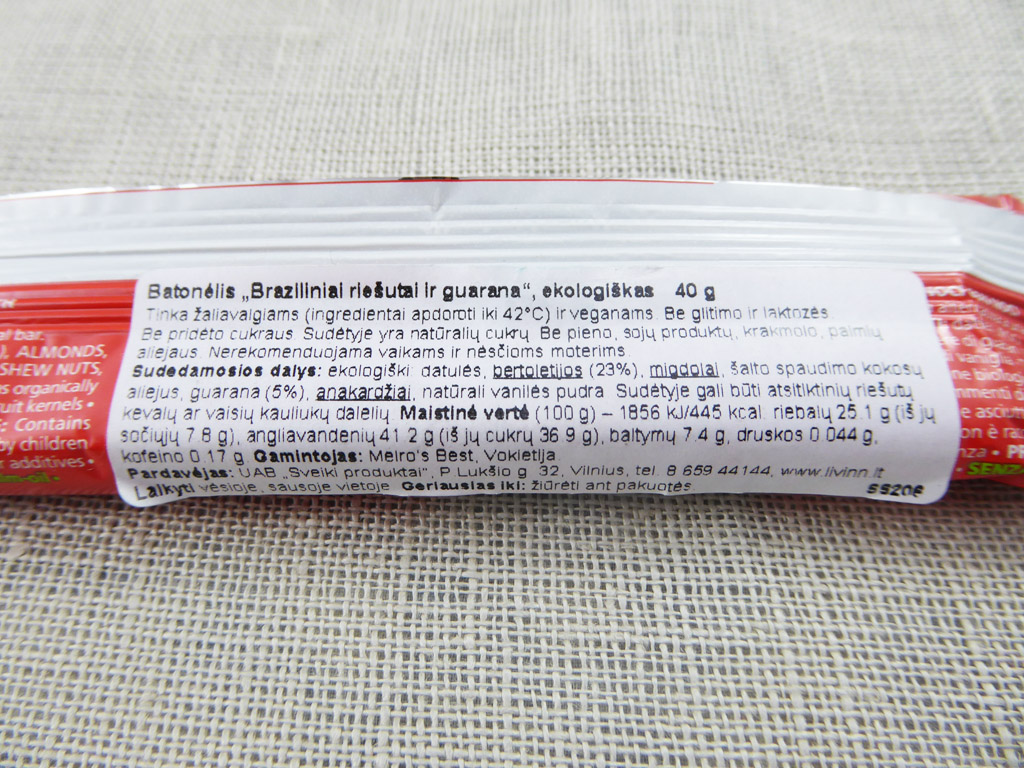 Batonėlis „Braziliniai riešutai ir guarana“, ekologiškas 40 g
Tinka žaliavalgiams (ingredientai apdoroti iki 42°C) ir veganams. Be glitimo ir laktozės.
Be pridėto cukraus. Sudėtyje yra natūralių cukrų. Be pieno, sojų produktų, krakmolo, palmių
aliejaus. Nerekomenduojama vaikams ir nėsčioms moterims.
Sudedamosios dalys: ekologiški: datulės, bertoletijos (23%), migdolai, šalto spaudimo kokosų
aliejus, guarana (5%), anakardžiai, natūrali vanilės pudra. Sudėtyje gali būti atsitiktinių riešutų
kevalų ar vaisių kauliukų dalelių. Maistinė vertė (100 g) – 1856 kJ/445 kcal, riebalų 25.1 g (iš jų
sočiųjų 7.8 g), angliavandenių 41.2 g (iš jų cukrų 36.9 g), baltymų 7.4 g, druskos 0.044 g,
kofeino 0.17 g. Gamintojas: Melro's Best, Vokietija.
Pardavėjas: UAB „Sveiki produktai“, P. Lukšio g. 32, Vilnius, tel. 8 659 44144, www.livinn.lt
Laikyti vėsioje, sausoje vietoje. Geriausias iki: žiūrėti ant pakuotės.
SS206
al bar.
ALMONDS,
SHEW NUTS,
organically
uit kernels •
: Contains
by children
additives •
m-oil •